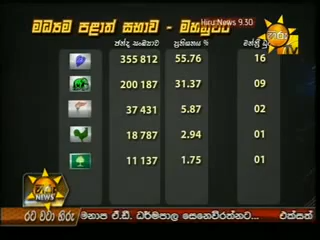 මධ්‍යම පළාත් සභාව - මහනුවර
Hiru News 9.30
ඡන්ද සංඛ්‍යාව ප්‍රතිශතය % මන්ත්‍රී
355 812 55.76 16
200 187 31.37 09
37 431 5.87 02
18 787 2.94 01
11 137 1.75 01
NEWS
රට වටා හිරු මනාප ඒ.ඩී. ධර්මපාල සෙනෙවිරත්නට... එක්සත්